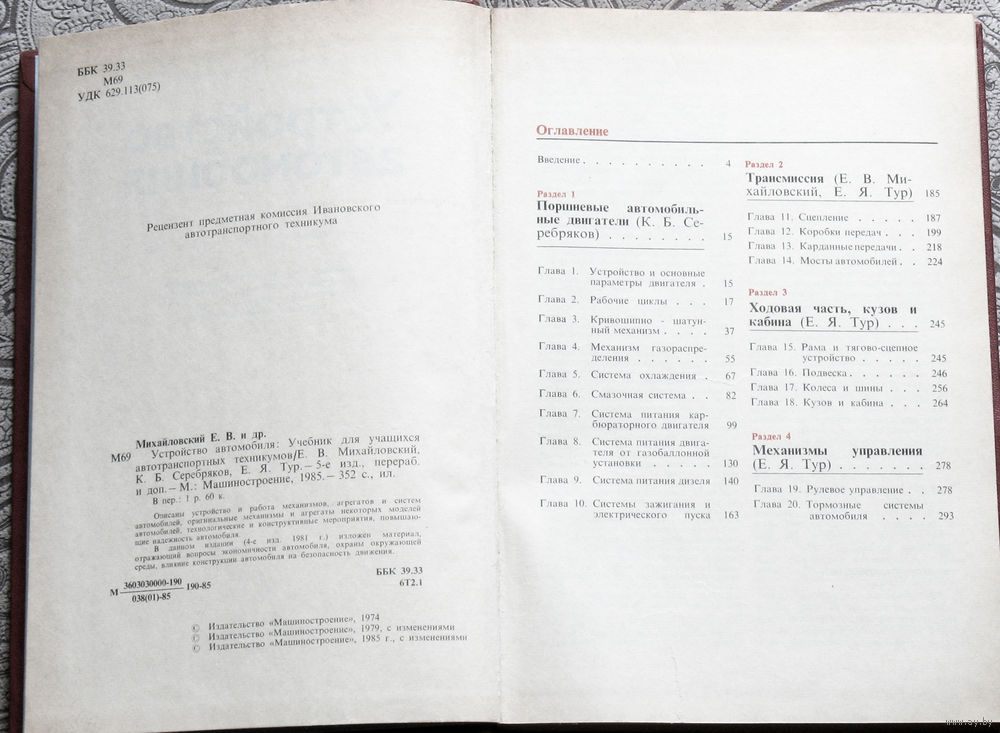 ББК 39.33
М69
УДК 629.113(075)
Рецензент предметная комиссия Ивановского
автотранспортного техникума
Михайловский Е. В. и др.
М69 Устройство автомобиля: Учебник для учащихся
автотранспортных техникумов/Е. В. Михайловский,
К. Б. Серебряков, Е. Я. Тур.— 5-е изд., перераб.
и доп.— М.: Машиностроение, 1985.— 352 с., ил.
В пер.: 1 р. 60 к.
Описаны устройство и работа механизмов, агрегатов и систем
автомобилей, оригинальные механизмы и агрегаты некоторых моделей
автомобилей, технологические и конструктивные мероприятия, повышаю-
щие надежность автомобиля
В данном издании (4-е изд. 1981 г.) изложен материал,
отражающий вопросы экономичности автомобиля, охраны окружающей
среды, влияние конструкции автомобиля на безопасность движения.
М 3603030000-190 190-85
038(01)-85
ББК 39.33
6Т2.1
© Издательство «Машиностроение», 1974
© Издательство «Машиностроение», 1979, с изменениями
© Издательство «Машиностроение», 1985 г., с изменениями
Оглавление
Введение . . . . . . . . . . 4
Раздел 1
Поршневые автомобиль-
ные двигатели (К. Б. Се-
ребряков) . . . . . . . . 15
Глава 1. Устройство и основные
параметры двигателя . 15
Глава 2. Рабочие циклы . . . 17
Глава 3. Кривошипно - шатун-
ный механизм . . . . 37
Глава 4. Механизм газораспре-
деления . . . . . . 55
Глава 5. Система охлаждения . 67
Глава 6. Смазочная система . . 82
Глава 7. Система питания кар-
бюраторного двигателя 99
Глава 8. Система питания двига-
теля от газобаллонной
установки . . . . . 130
Глава 9. Система питания дизеля 140
Глава 10. Системы зажигания и
электрического пуска 163
Раздел 2
Трансмиссия (Е. В. Ми-
хайловский, Е. Я. Тур) 185
Глава 11. Сцепление . . . . . 187
Глава 12. Коробки передач . . . 199
Глава 13. Карданные передачи . . 218
Глава 14. Мосты автомобилей . . 224
Раздел 3
Ходовая часть, кузов и
кабина (Е. Я. Тур) . . . 245
Глава 15. Рама и тягово-сцепное
устройство . . . . . 245
Глава 16. Подвеска . . . . . . 246
Глава 17. Колеса и шины . . . 256
Глава 18. Кузов и кабина . . . 264
Раздел 4
Механизмы управления
(Е. Я. Тур) . . . . . . . 278
Глава 19. Рулевое управление . . 278
Глава 20. Тормозные системы
автомобиля . . . . 293
www.ay.by